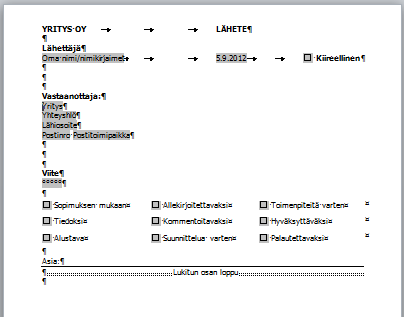 YRITYS OY LÄHETE
Lähettäjä
Oma nimi/nimikirjaimet 5.9.2012 Kiireellinen
Vastaanottaja:
Yritys
Yhteyshlö
Lähiosoite
Postinro Postitoimipaikka
Viite
Sopimuksen mukaan Allekirjoitettavaksi Toimenpiteitä varten
Tiedoksi Kommentoitavaksi Hyväksyttäväksi
Alustava Suunnittelua varten Palautettavaksi
Asia:
Lukitun osan loppu